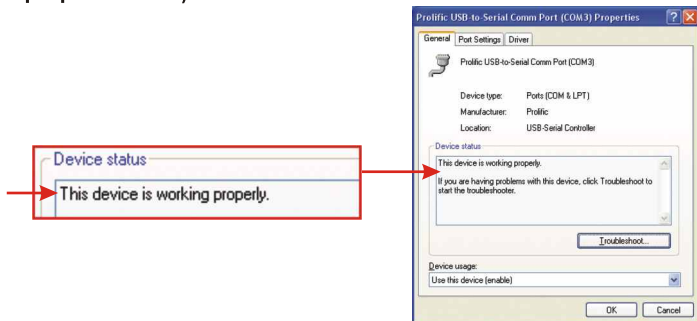 Device status
This device is working properly.
Prolific USB-to-Serial Comm Port (COM3) Properties
General Port Settings Driver
Prolific USB-to-Serial Comm Port (COM3)
Device type: Ports (COM & LPT)
Manufacturer: Prolific
Location: USB-Serial Controller
Device status
This device is working properly.
If you are having problems with this device, click Troubleshoot to
start the troubleshooter.
Troubleshoot...
Device usage:
Use this device (enable)
OK Cancel